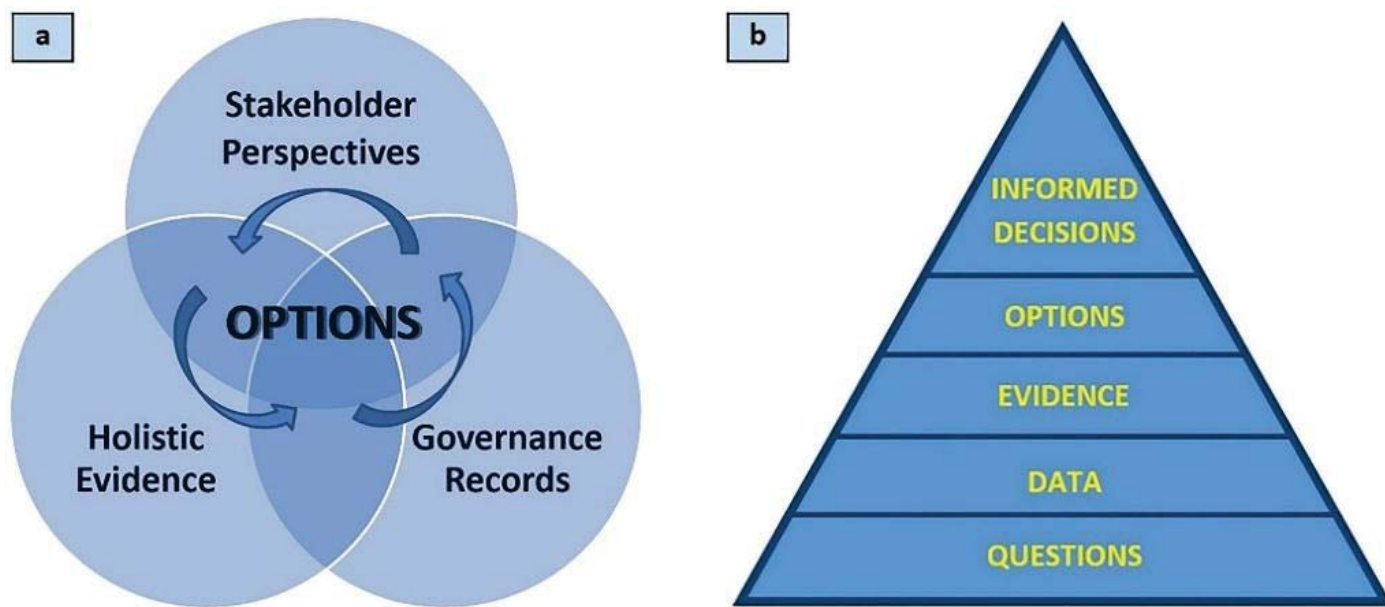 a
Stakeholder
Perspectives
OPTIONS
Holistic
Evidence
Governance
Records
b
INFORMED
DECISIONS
OPTIONS
EVIDENCE
DATA
QUESTIONS